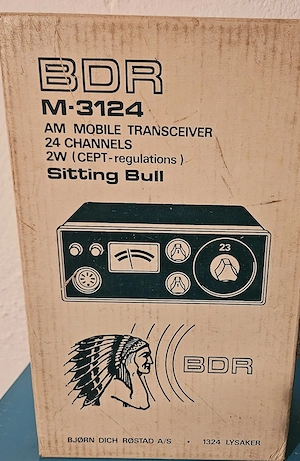 BDR
M-3124
AM MOBILE TRANSCEIVER
24 CHANNELS
2W (CEPT-regulations)
Sitting Bull
23
BDR
BJØRN DICH RØSTAD A/S • 1324 LYSAKER